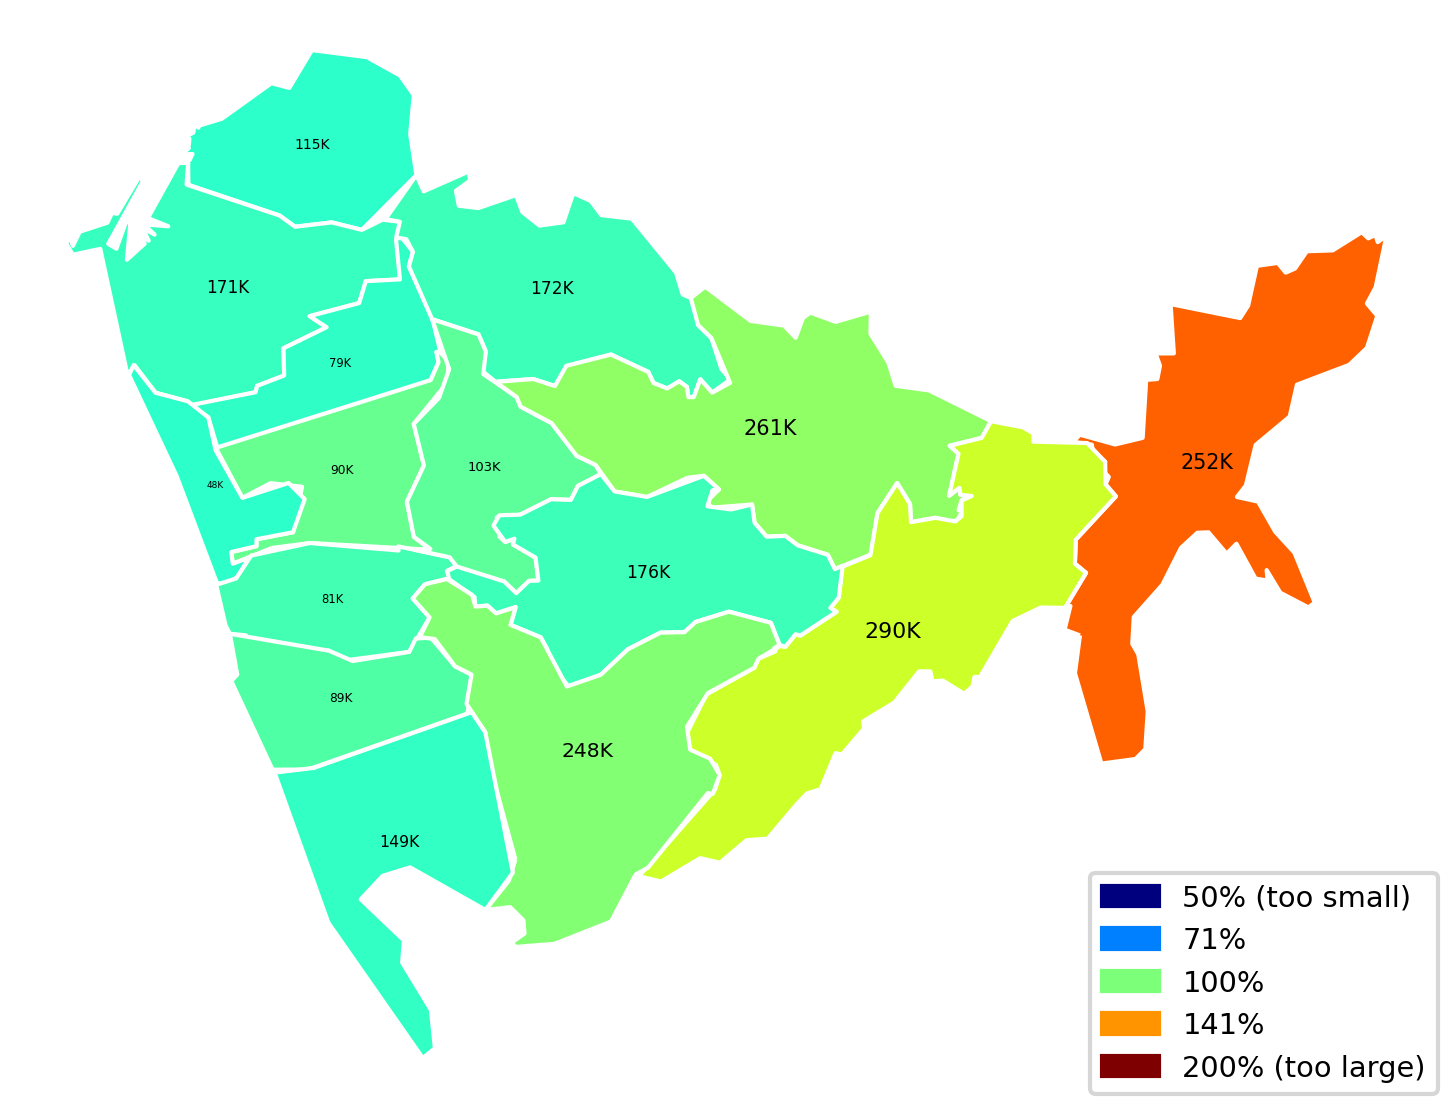 115K
171K
172K
79K
261K
252K
90K
103K
48K
176K
81K
290K
89K
248K
149K
50% (too small)
71%
100%
141%
200% (too large)